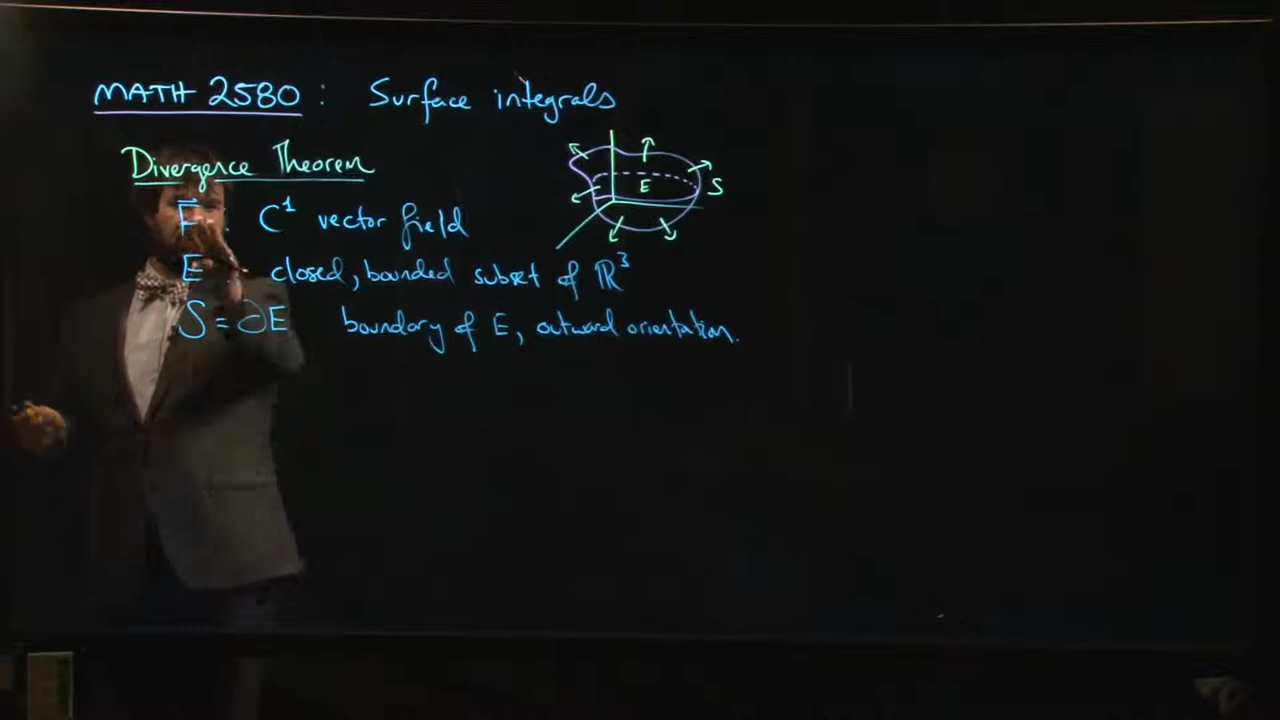 MATH 2580 : Surface integrals
Divergence Theorem
E
S
F : C¹ vector field
E closed, bounded subset of ℝ³
S = ∂E boundary of E, outward orientation.